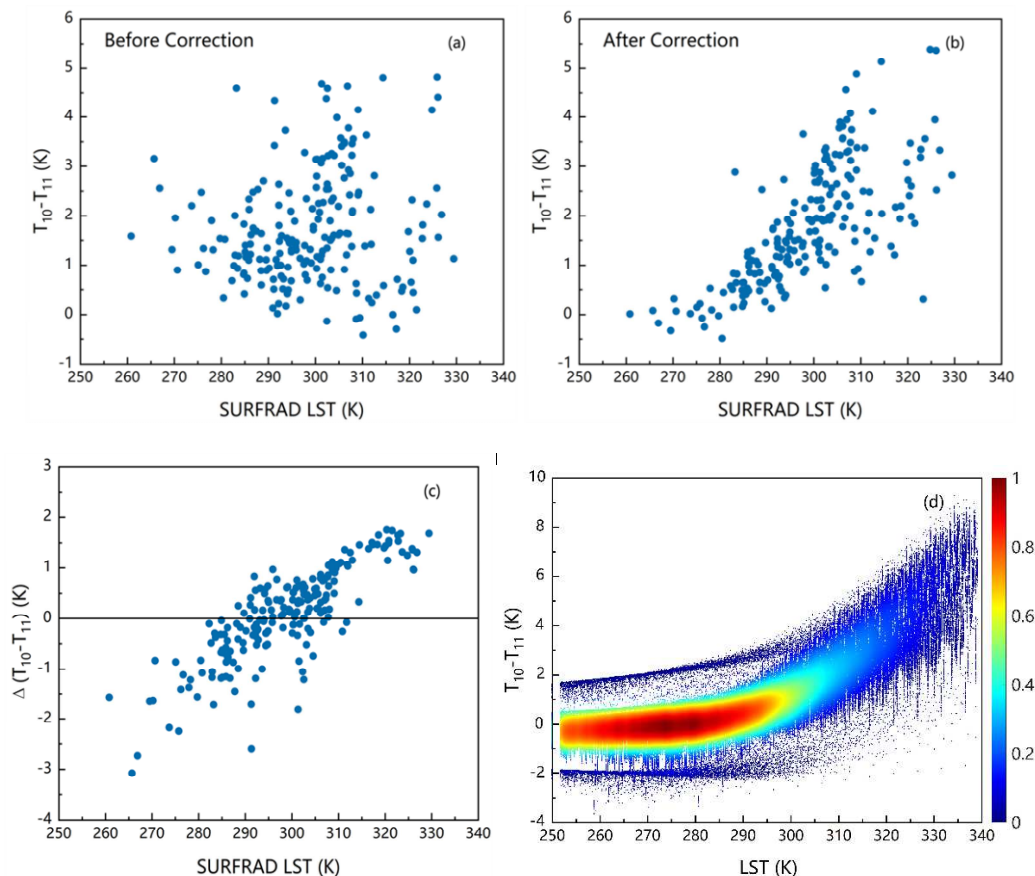 Before Correction
(a)
T10-T11 (K)
6
5
4
3
2
1
0
-1
250 260 270 280 290 300 310 320 330 340
SURFRAD LST (K)
After Correction
(b)
T10-T11 (K)
6
5
4
3
2
1
0
-1
250 260 270 280 290 300 310 320 330 340
SURFRAD LST (K)
(c)
Δ (T10-T11) (K)
3
2
1
0
-1
-2
-3
-4
250 260 270 280 290 300 310 320 330 340
SURFRAD LST (K)
(d)
T10-T11 (K)
10
8
6
4
2
0
-2
-4
250 260 270 280 290 300 310 320 330 340
LST (K)
1
0.8
0.6
0.4
0.2
0